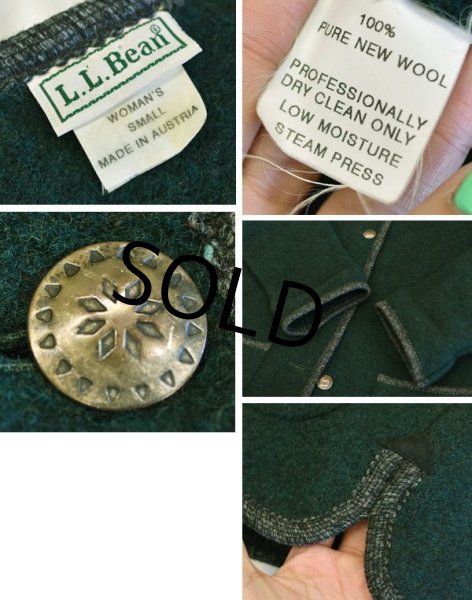 L.L.Bean®
WOMAN'S
SMALL
MADE IN AUSTRIA
100%
PURE NEW WOOL
PROFESSIONALLY
DRY CLEAN ONLY
LOW MOISTURE
STEAM PRESS
SOLD